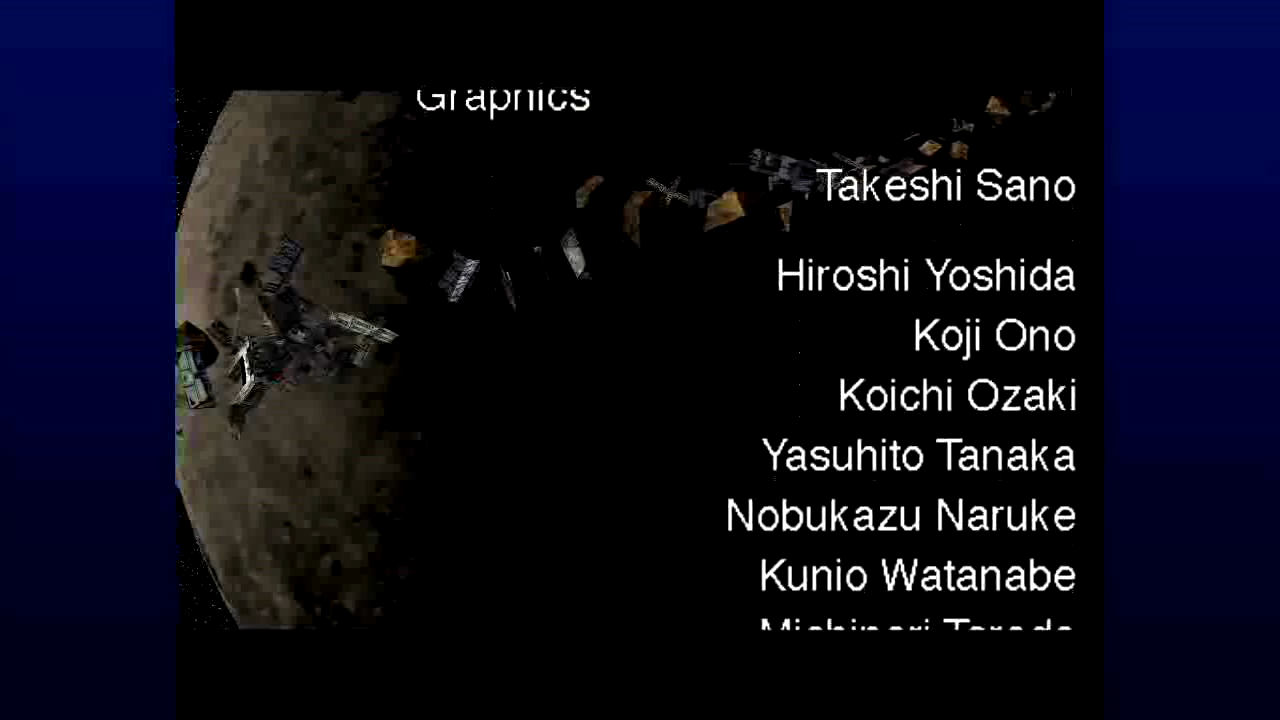 Graphics
Takeshi Sano
Hiroshi Yoshida
Koji Ono
Koichi Ozaki
Yasuhito Tanaka
Nobukazu Naruke
Kunio Watanabe